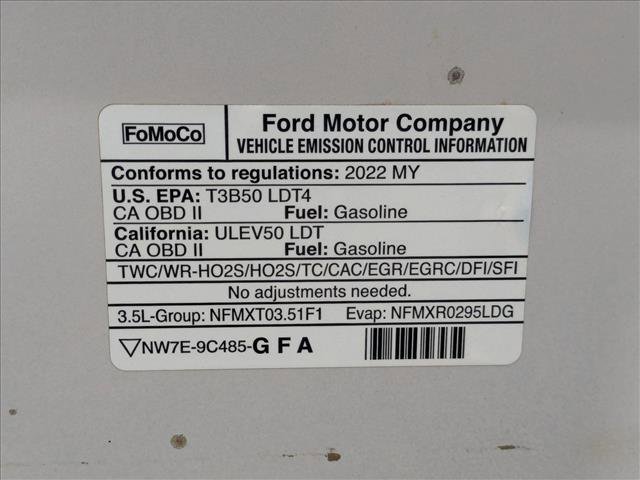 FoMoCo
Ford Motor Company
VEHICLE EMISSION CONTROL INFORMATION
Conforms to regulations: 2022 MY
U.S. EPA: T3B50 LDT4
CA OBD II Fuel: Gasoline
California: ULEV50 LDT
CA OBD II Fuel: Gasoline
TWC/WR-HO2S/HO2S/TC/CAC/EGR/EGRC/DFI/SFI
No adjustments needed.
3.5L-Group: NFMXT03.51F1 Evap: NFMXR0295LDG
▽NW7E-9C485-G F A